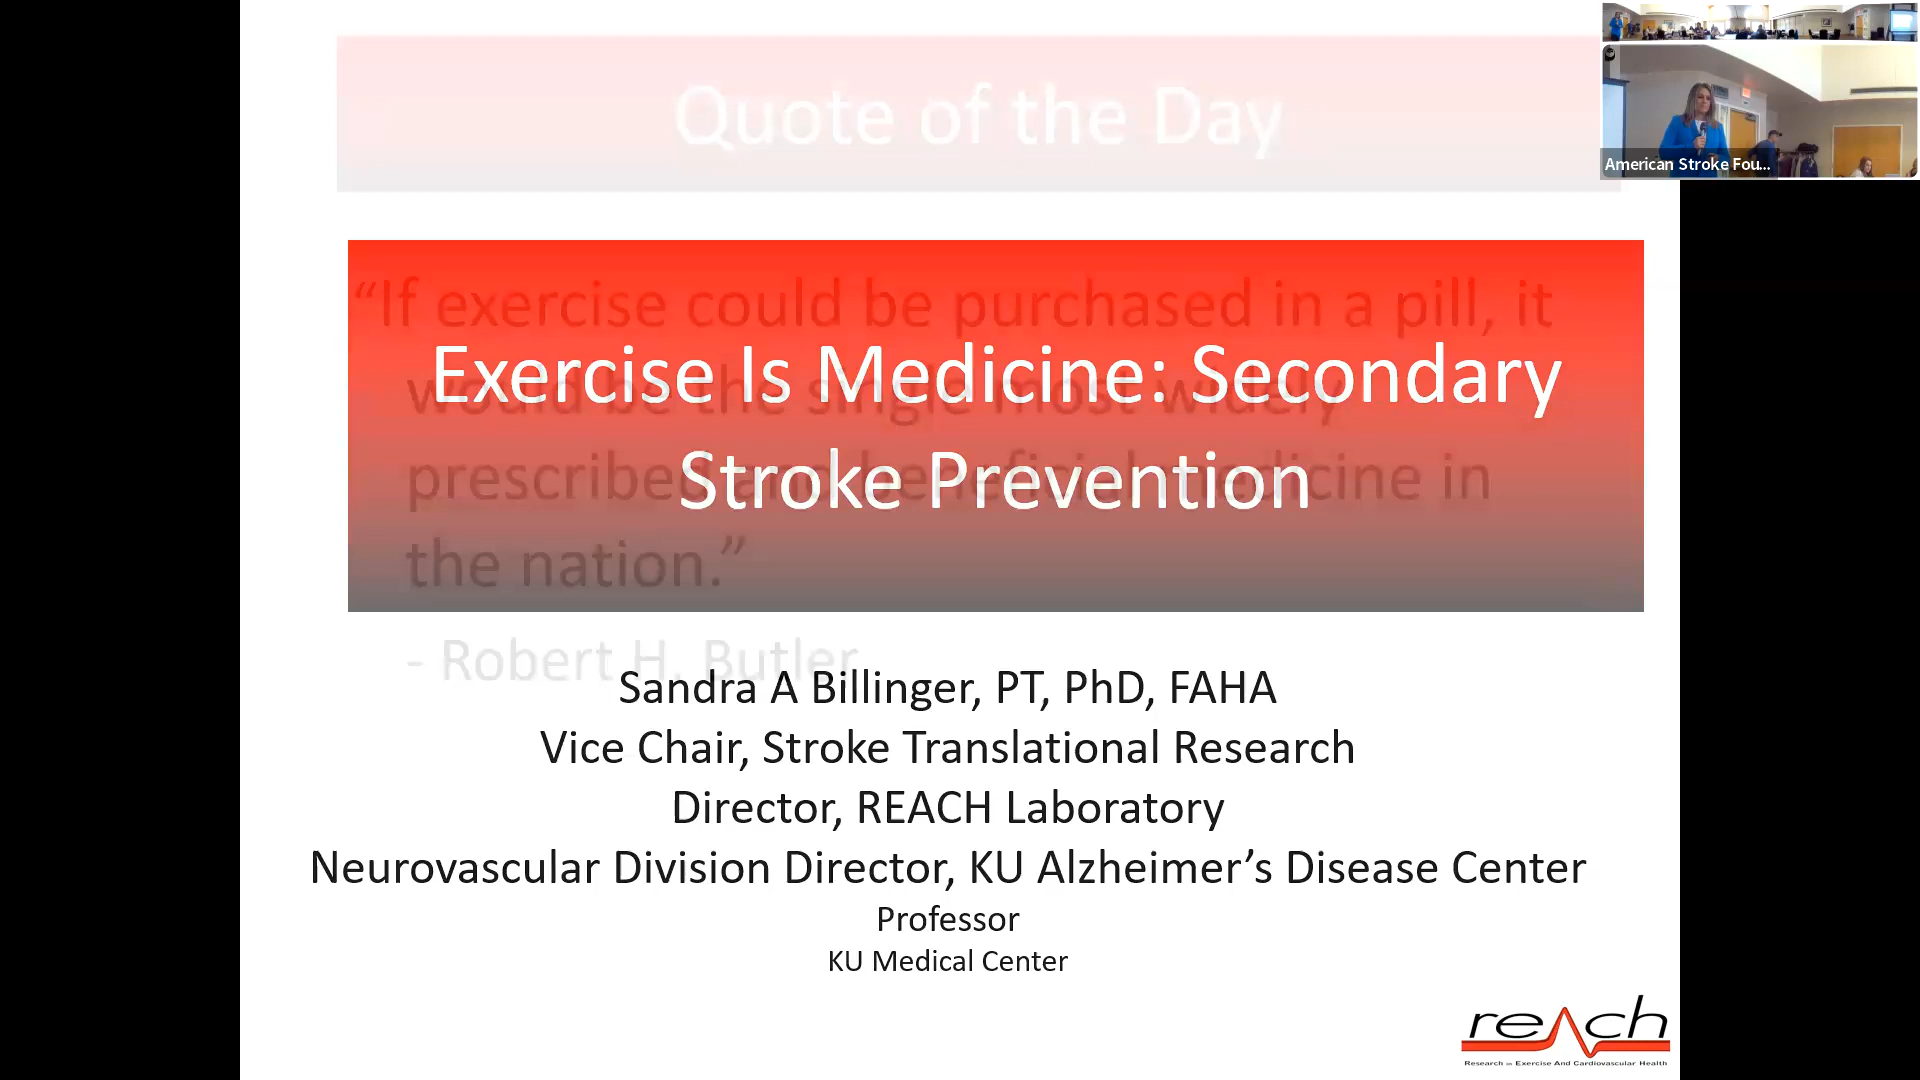 Quote of the Day
“If exercise could be purchased in a pill, it
would be the single most widely
prescribed and beneficial medicine in
the nation.”
- Robert H. Butler
Exercise Is Medicine: Secondary
Stroke Prevention
Sandra A Billinger, PT, PhD, FAHA
Vice Chair, Stroke Translational Research
Director, REACH Laboratory
Neurovascular Division Director, KU Alzheimer’s Disease Center
Professor
KU Medical Center
American Stroke Fou...
reach
Research in Exercise And Cardiovascular Health